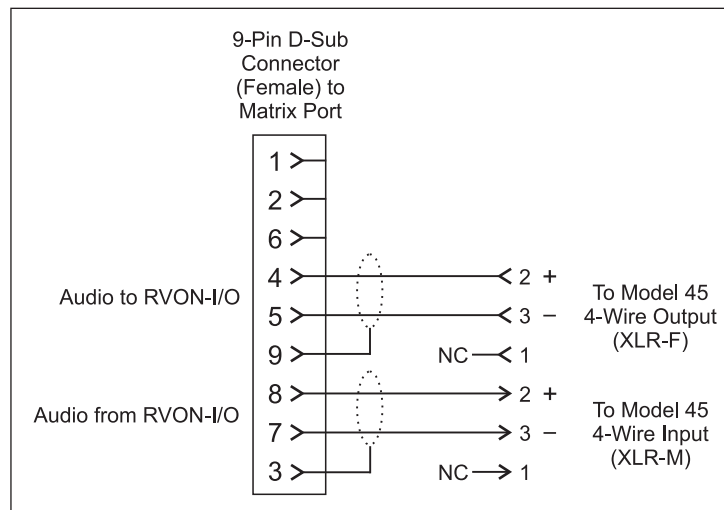 9-Pin D-Sub
Connector
(Female) to
Matrix Port
1
2
6
4
5
9
8
7
3
Audio to RVON-I/O
Audio from RVON-I/O
2 +
3 –
NC 1
To Model 45
4-Wire Output
(XLR-F)
2 +
3 –
NC 1
To Model 45
4-Wire Input
(XLR-M)